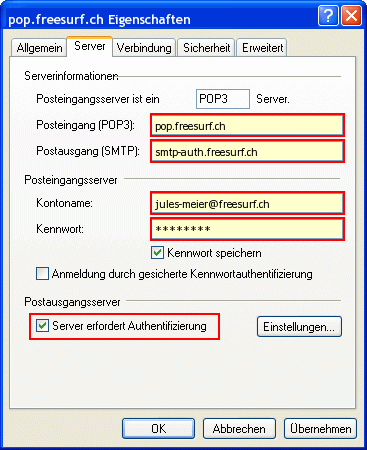 pop.freesurf.ch Eigenschaften
Allgemein Server Verbindung Sicherheit Erweitert
Serverinformationen
Posteingangsserver ist ein POP3 Server.
Posteingang (POP3): pop.freesurf.ch
Postausgang (SMTP): smtp-auth.freesurf.ch
Posteingangsserver
Kontoname: jules-meier@freesurf.ch
Kennwort: ********
Kennwort speichern
Anmeldung durch gesicherte Kennwortauthentifizierung
Postausgangsserver
Server erfordert Authentifizierung Einstellungen...
OK Abbrechen Übernehmen